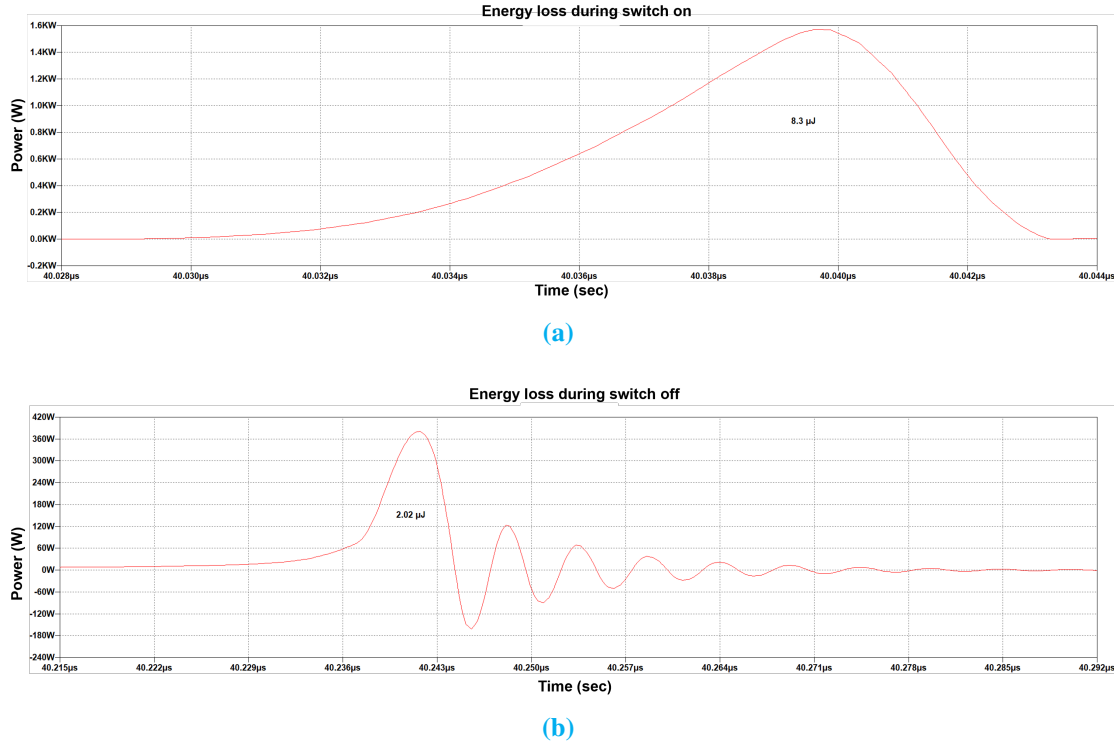 Energy loss during switch on
Power (W)
1.6KW
1.4KW
1.2KW
1.0KW
0.8KW
0.6KW
0.4KW
0.2KW
0.0KW
-0.2KW
8.3 µJ
40.028µs 40.030µs 40.032µs 40.034µs 40.036µs 40.038µs 40.040µs 40.042µs 40.044µs
Time (sec)
(a)
Energy loss during switch off
Power (W)
420W
360W
300W
240W
180W
120W
60W
0W
-60W
-120W
-180W
-240W
2.02 µJ
40.215µs 40.222µs 40.229µs 40.236µs 40.243µs 40.250µs 40.257µs 40.264µs 40.271µs 40.278µs 40.285µs 40.292µs
Time (sec)
(b)